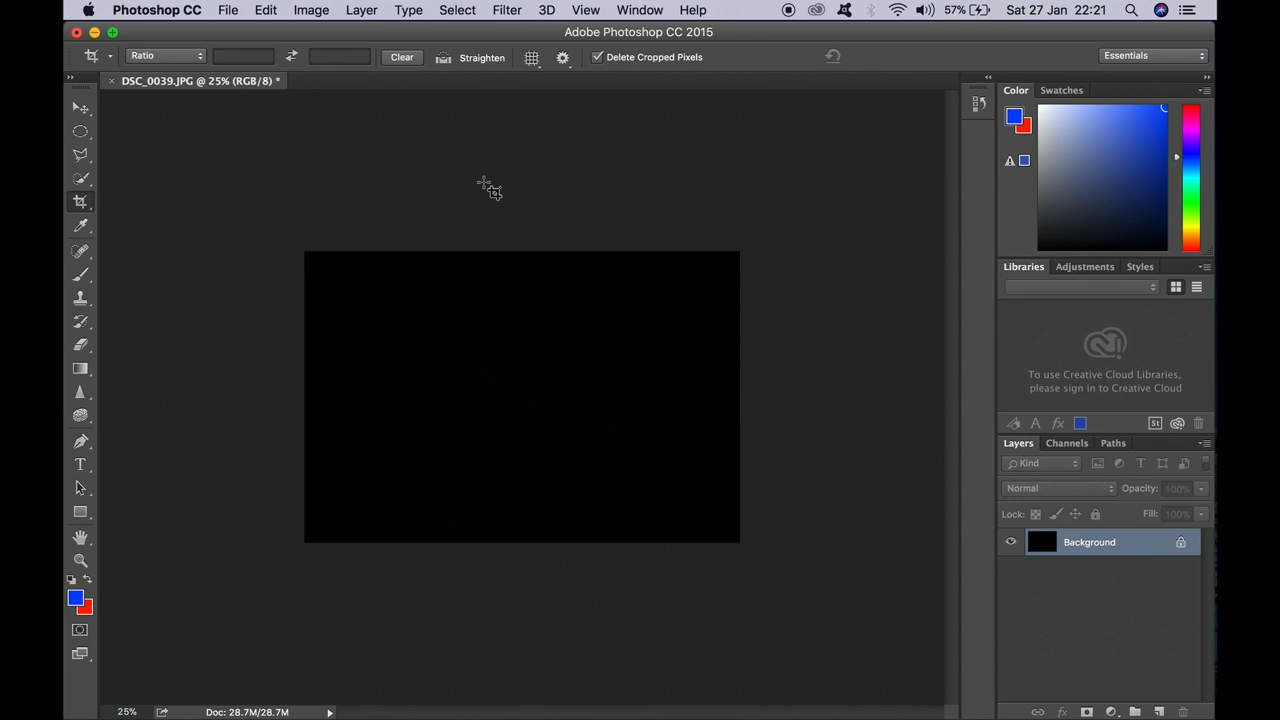 Photoshop CC File Edit Image Layer Type Select Filter 3D View Window Help 57% Sat 27 Jan 22:21
Adobe Photoshop CC 2015
Ratio Clear Straighten Delete Cropped Pixels Essentials
DSC_0039.JPG @ 25% (RGB/8) *
Color Swatches
Libraries Adjustments Styles
To use Creative Cloud Libraries,
please sign in to Creative Cloud
A fx St
Layers Channels Paths
Kind T
Normal Opacity: 100%
Lock: Fill: 100%
Background
T
25% Doc: 28.7M/28.7M
fx